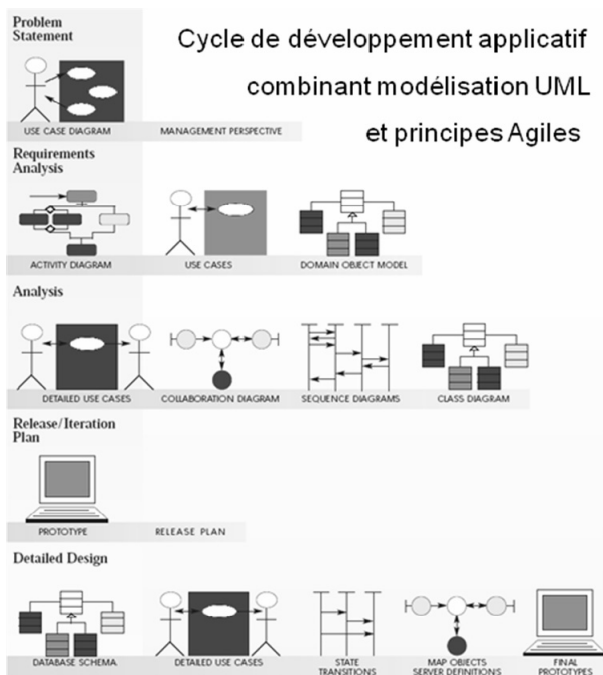 Problem
Statement
Cycle de développement applicatif
combinant modélisation UML
et principes Agiles
USE CASE DIAGRAM
MANAGEMENT PERSPECTIVE
Requirements
Analysis
ACTIVITY DIAGRAM
USE CASES
DOMAIN OBJECT MODEL
Analysis
DETAILED USE CASES
COLLABORATION DIAGRAM
SEQUENCE DIAGRAMS
CLASS DIAGRAM
Release/Iteration
Plan
PROTOTYPE
RELEASE PLAN
Detailed Design
DATABASE SCHEMA
DETAILED USE CASES
STATE
TRANSITIONS
MAP OBJECTS
SERVER DEFINITIONS
FINAL
PROTOTYPES